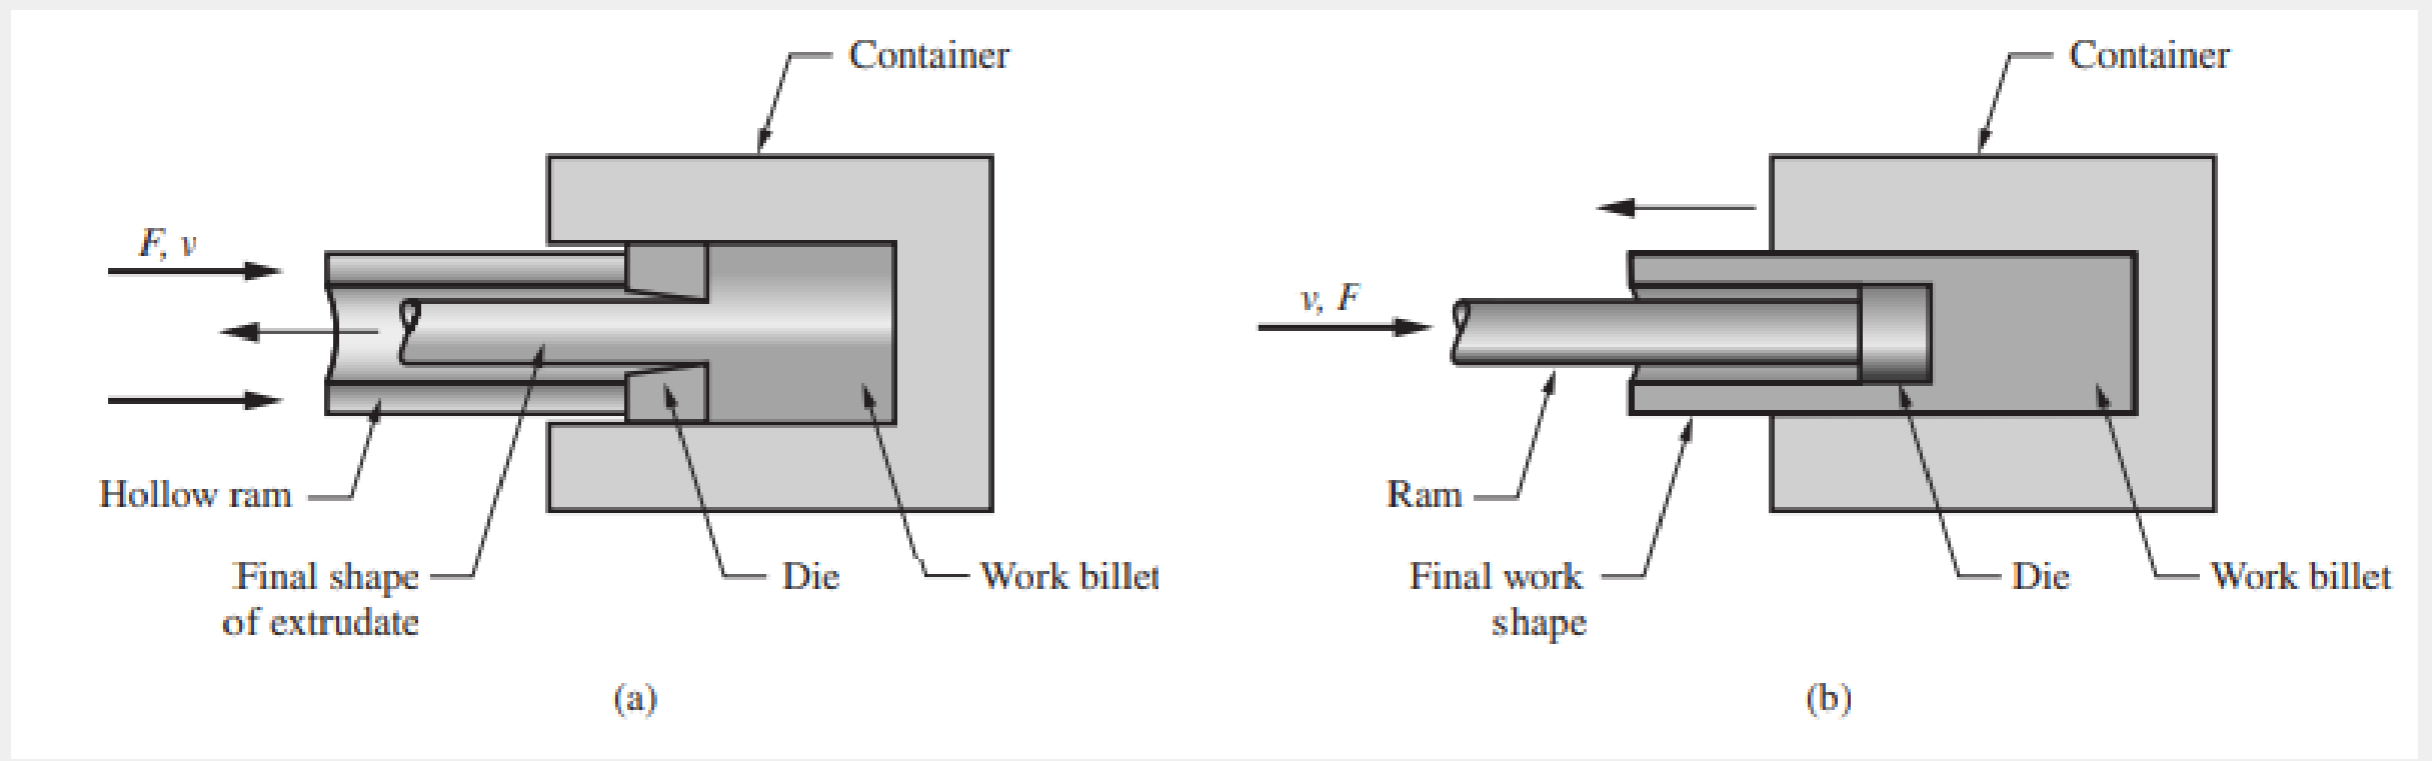 Container
F, v
Hollow ram
Final shape
of extrudate
Die
Work billet
(a)
Container
v, F
Ram
Final work
shape
Die
Work billet
(b)